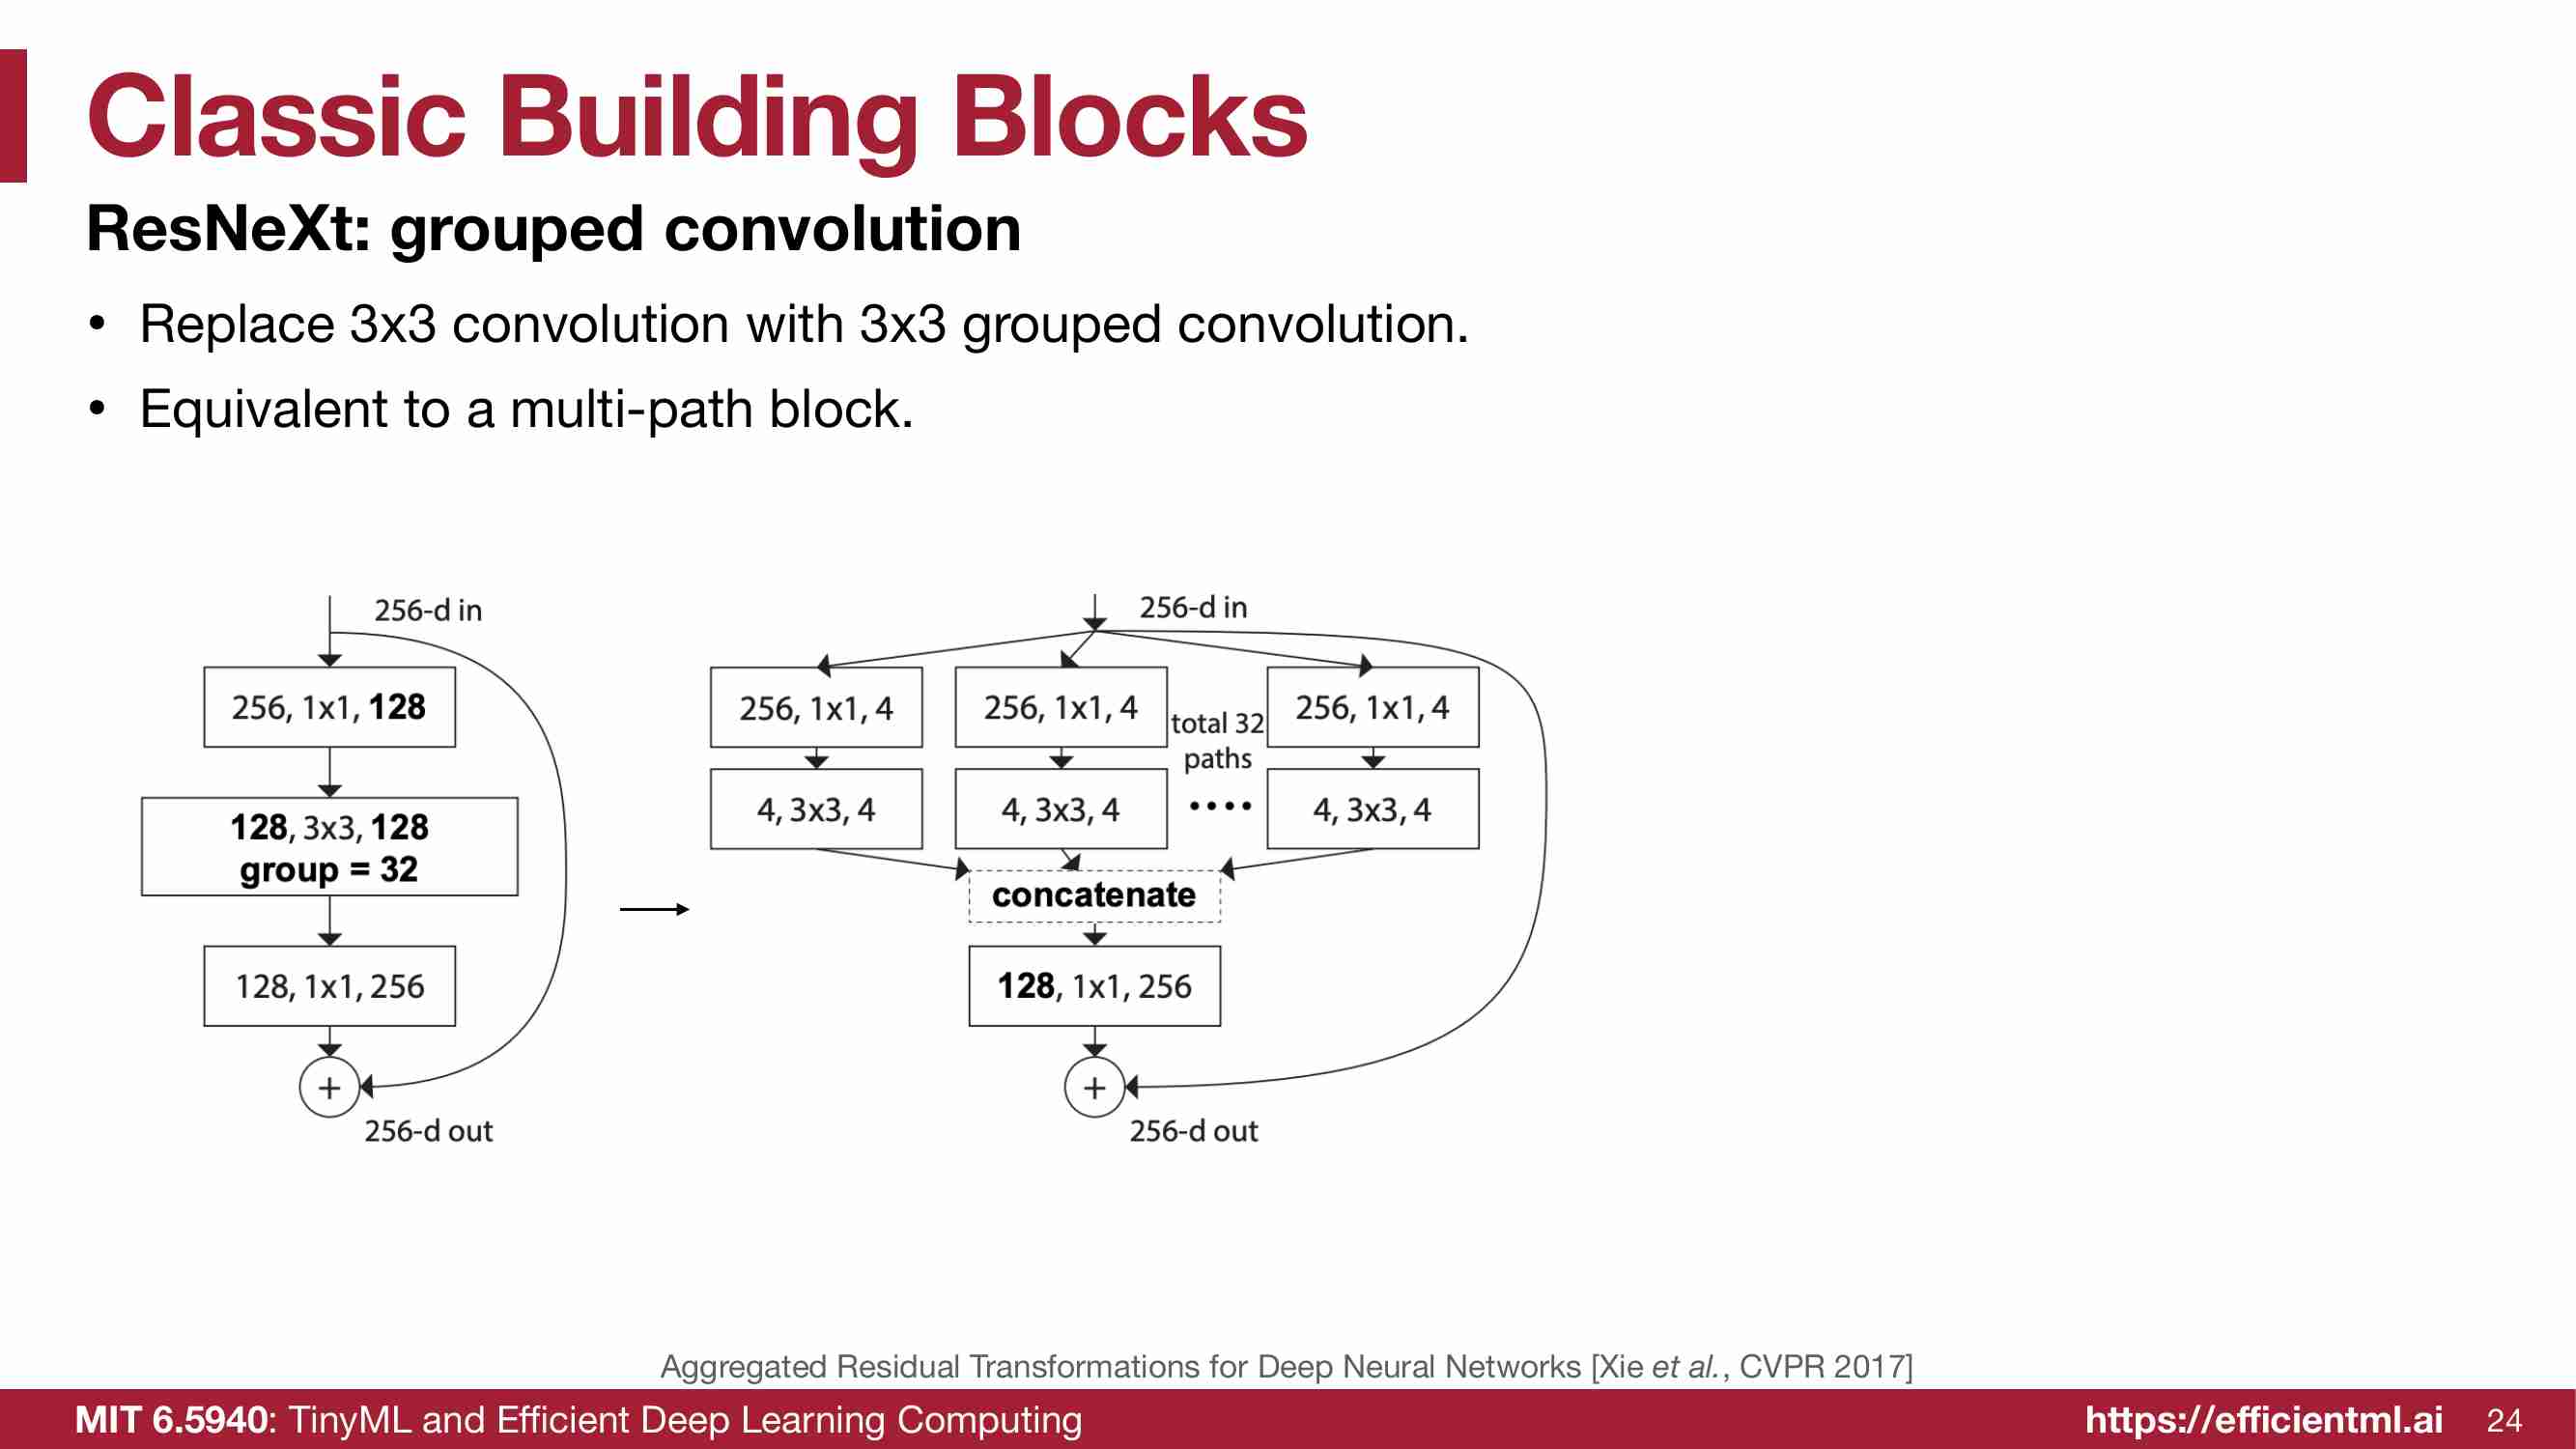 Classic Building Blocks
ResNeXt: grouped convolution
• Replace 3x3 convolution with 3x3 grouped convolution.
• Equivalent to a multi-path block.
256-d in
256, 1x1, 128
128, 3x3, 128
group = 32
128, 1x1, 256
+
256-d out
256-d in
256, 1x1, 4
256, 1x1, 4
total 32
paths
256, 1x1, 4
4, 3x3, 4
4, 3x3, 4
4, 3x3, 4
concatenate
128, 1x1, 256
+
256-d out
Aggregated Residual Transformations for Deep Neural Networks [Xie et al., CVPR 2017]
MIT 6.5940: TinyML and Efficient Deep Learning Computing
https://efficientml.ai
24